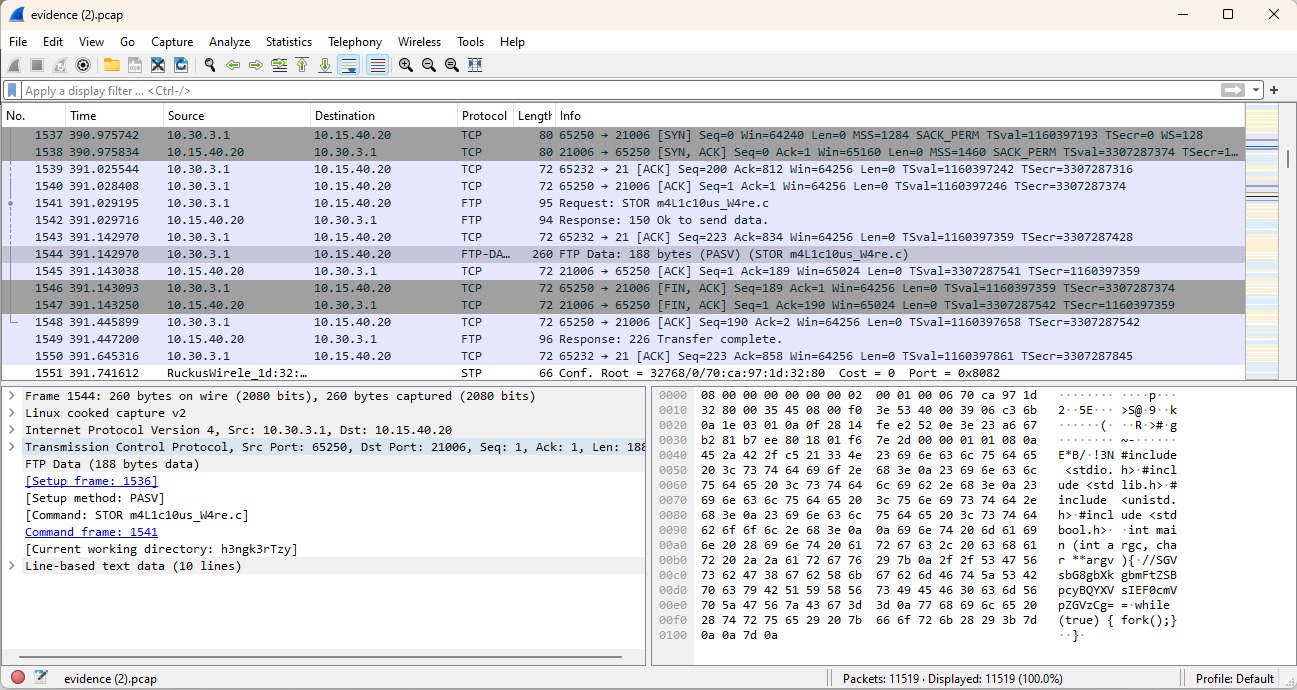 evidence (2).pcap
File Edit View Go Capture Analyze Statistics Telephony Wireless Tools Help
Apply a display filter ... <Ctrl-/>
No. Time Source Destination Protocol Length Info
1537 390.975742 10.30.3.1 10.15.40.20 TCP 80 65250 → 21006 [SYN] Seq=0 Win=64240 Len=0 MSS=1284 SACK_PERM TSval=1160397193 TSecr=0 WS=128
1538 390.975834 10.15.40.20 10.30.3.1 TCP 80 21006 → 65250 [SYN, ACK] Seq=0 Ack=1 Win=65160 Len=0 MSS=1460 SACK_PERM TSval=3307287374 TSecr=1…
1539 391.025544 10.30.3.1 10.15.40.20 TCP 72 65232 → 21 [ACK] Seq=200 Ack=812 Win=64256 Len=0 TSval=1160397242 TSecr=3307287316
1540 391.028408 10.30.3.1 10.15.40.20 TCP 72 65250 → 21006 [ACK] Seq=1 Ack=1 Win=64256 Len=0 TSval=1160397246 TSecr=3307287374
1541 391.029195 10.30.3.1 10.15.40.20 FTP 95 Request: STOR m4L1c10us_W4re.c
1542 391.029716 10.15.40.20 10.30.3.1 FTP 94 Response: 150 Ok to send data.
1543 391.142970 10.30.3.1 10.15.40.20 TCP 72 65232 → 21 [ACK] Seq=223 Ack=834 Win=64256 Len=0 TSval=1160397359 TSecr=3307287428
1544 391.142970 10.30.3.1 10.15.40.20 FTP-DA… 260 FTP Data: 188 bytes (PASV) (STOR m4L1c10us_W4re.c)
1545 391.143038 10.15.40.20 10.30.3.1 TCP 72 21006 → 65250 [ACK] Seq=1 Ack=189 Win=65024 Len=0 TSval=3307287541 TSecr=1160397359
1546 391.143093 10.30.3.1 10.15.40.20 TCP 72 65250 → 21006 [FIN, ACK] Seq=189 Ack=1 Win=64256 Len=0 TSval=1160397359 TSecr=3307287374
1547 391.143250 10.15.40.20 10.30.3.1 TCP 72 21006 → 65250 [FIN, ACK] Seq=1 Ack=190 Win=65024 Len=0 TSval=3307287542 TSecr=1160397359
1548 391.445899 10.30.3.1 10.15.40.20 TCP 72 65250 → 21006 [ACK] Seq=190 Ack=2 Win=64256 Len=0 TSval=1160397658 TSecr=3307287542
1549 391.447200 10.15.40.20 10.30.3.1 FTP 96 Response: 226 Transfer complete.
1550 391.645316 10.30.3.1 10.15.40.20 TCP 72 65232 → 21 [ACK] Seq=223 Ack=858 Win=64256 Len=0 TSval=1160397861 TSecr=3307287845
1551 391.741612 RuckusWirele_1d:32:… STP 66 Conf. Root = 32768/0/70:ca:97:1d:32:80 Cost = 0 Port = 0x8082
Frame 1544: 260 bytes on wire (2080 bits), 260 bytes captured (2080 bits)
Linux cooked capture v2
Internet Protocol Version 4, Src: 10.30.3.1, Dst: 10.15.40.20
Transmission Control Protocol, Src Port: 65250, Dst Port: 21006, Seq: 1, Ack: 1, Len: 188
FTP Data (188 bytes data)
[Setup frame: 1536]
[Setup method: PASV]
[Command: STOR m4L1c10us_W4re.c]
Command frame: 1541
[Current working directory: h3ngk3rTzy]
Line-based text data (10 lines)
0000 08 00 00 00 00 00 00 02 00 01 00 06 70 ca 97 1d ········ ····p···
0010 32 80 00 35 45 08 00 f0 3e 53 40 00 39 06 c3 6b 2··5E··· >S@·9··k
0020 0a 1e 03 01 0a 0f 28 14 fe e2 52 0e 3e 23 a6 67 ······(· ··R·>#·g
0030 b2 81 b7 ee 80 18 01 f6 7e 2d 00 00 01 01 08 0a ········ ~-······
0040 45 2a 42 2f c5 21 33 4e 23 69 6e 63 6c 75 64 65 E*B/·!3N #include
0050 20 3c 73 74 64 69 6f 2e 68 3e 0a 23 69 6e 63 6c <stdio. h>·#incl
0060 75 64 65 20 3c 73 74 64 6c 69 62 2e 68 3e 0a 23 ude <std lib.h>·#
0070 69 6e 63 6c 75 64 65 20 3c 75 6e 69 73 74 64 2e include <unistd.
0080 68 3e 0a 23 69 6e 63 6c 75 64 65 20 3c 73 74 64 h>·#incl ude <std
0090 62 6f 6f 6c 2e 68 3e 0a 0a 69 6e 74 20 6d 61 69 bool.h>· ·int mai
00a0 6e 20 28 69 6e 74 20 61 72 67 63 2c 20 63 68 61 n (int a rgc, cha
00b0 72 20 2a 2a 61 72 67 76 29 7b 0a 2f 2f 53 47 56 r **argv ){·//SGV
00c0 73 62 47 38 67 62 58 6b 67 62 6d 46 74 5a 53 42 sbG8gbXk gbmFtZSB
00d0 70 63 79 42 51 59 58 56 73 49 45 46 30 63 6d 56 pcyBQYXV sIEF0cmV
00e0 70 5a 47 56 7a 43 67 3d 3d 0a 77 68 69 6c 65 20 pZGVzCg= =·while
00f0 28 74 72 75 65 29 20 7b 66 6f 72 6b 28 29 3b 7d (true) { fork();}
0100 0a 0a 7d 0a ··}·
evidence (2).pcap Packets: 11519 · Displayed: 11519 (100.0%) Profile: Default